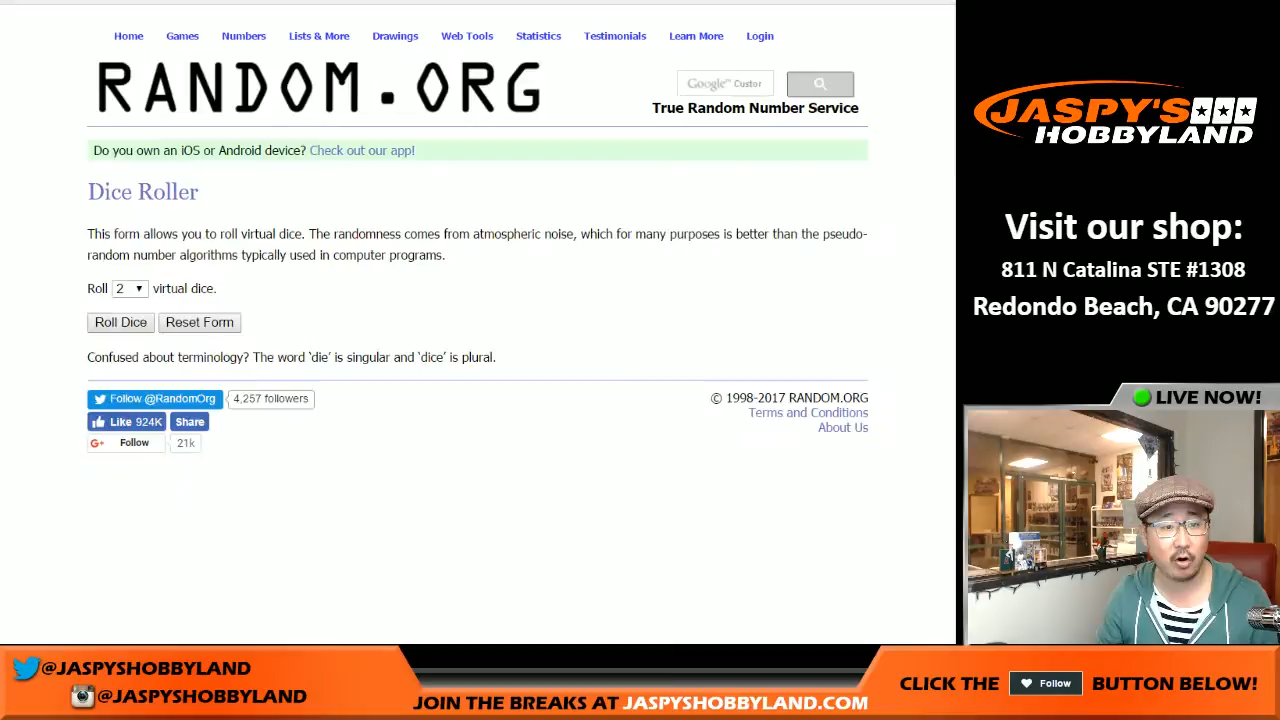 Home Games Numbers Lists & More Drawings Web Tools Statistics Testimonials Learn More Login
RANDOM.ORG
Google™ Custor
True Random Number Service
Do you own an iOS or Android device? Check out our app!
Dice Roller
This form allows you to roll virtual dice. The randomness comes from atmospheric noise, which for many purposes is better than the pseudo-
random number algorithms typically used in computer programs.
Roll 2 virtual dice.
Roll Dice Reset Form
Confused about terminology? The word ‘die’ is singular and ‘dice’ is plural.
Follow @RandomOrg 4,257 followers
Like 924K Share
G+ Follow 21k
© 1998-2017 RANDOM.ORG
Terms and Conditions
About Us
JASPY'S
HOBBYLAND
Visit our shop:
811 N Catalina STE #1308
Redondo Beach, CA 90277
LIVE NOW!
@JASPYSHOBBYLAND
@JASPYSHOBBYLAND
JOIN THE BREAKS AT JASPYSHOBBYLAND.COM
CLICK THE Follow BUTTON BELOW!